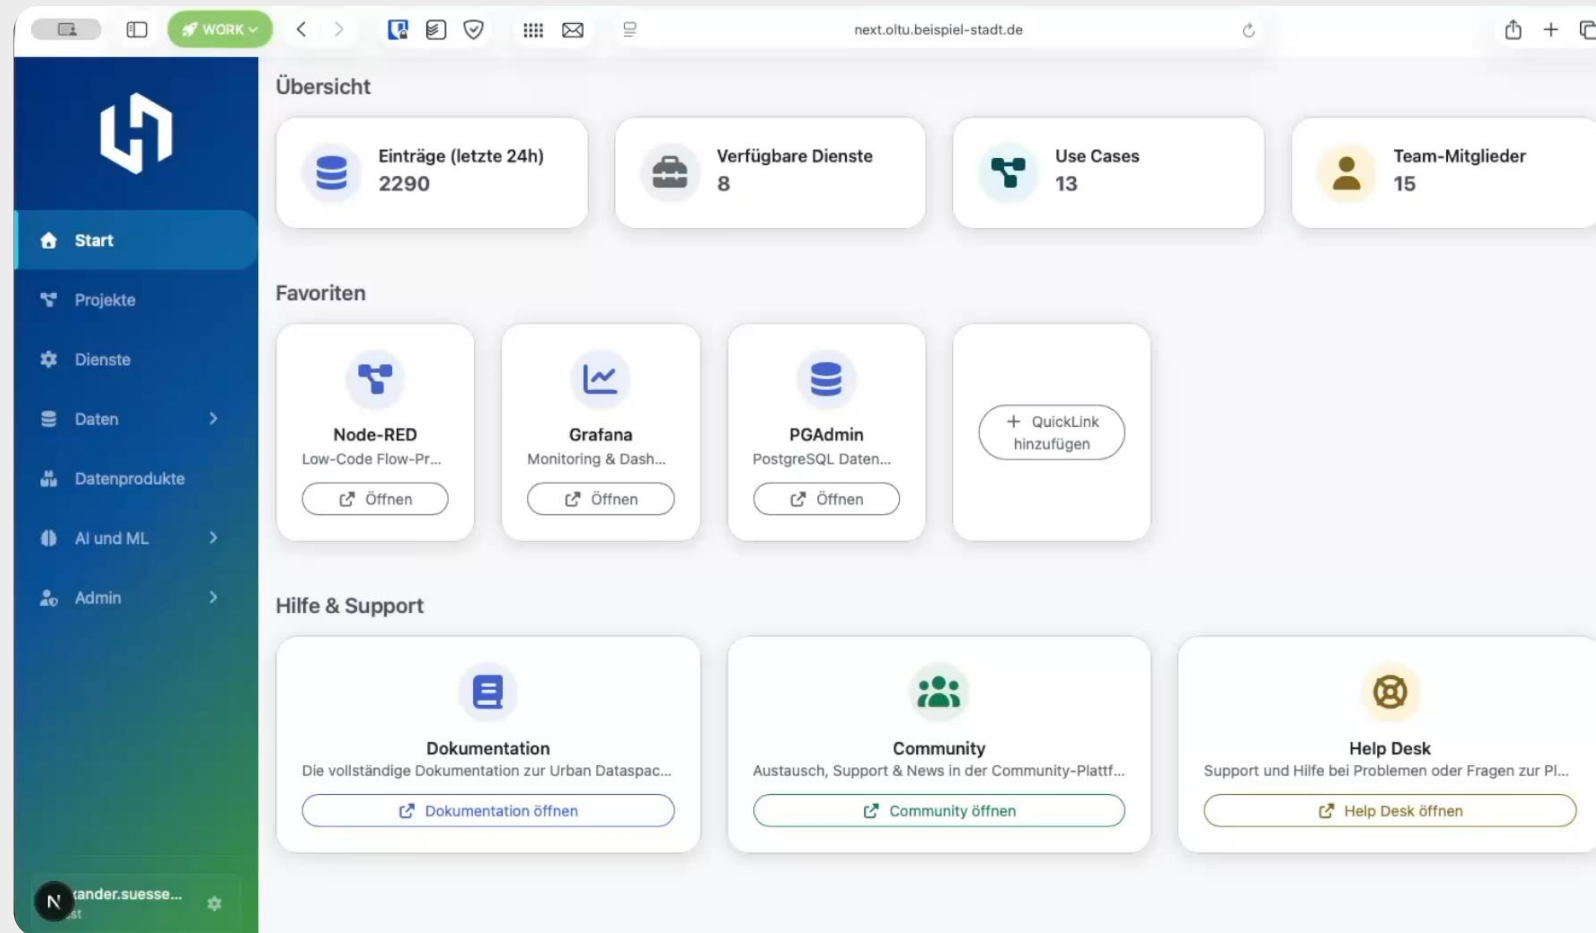 WORK
next.oltu.beispiel-stadt.de
Übersicht
Einträge (letzte 24h)
2290
Verfügbare Dienste
8
Use Cases
13
Team-Mitglieder
15
Start
Projekte
Dienste
Daten
Datenprodukte
AI und ML
Admin
Favoriten
Node-RED
Low-Code Flow-Pr...
Öffnen
Grafana
Monitoring & Dash...
Öffnen
PGAdmin
PostgreSQL Daten...
Öffnen
+ QuickLink
hinzufügen
Hilfe & Support
Dokumentation
Die vollständige Dokumentation zur Urban Dataspac...
Dokumentation öffnen
Community
Austausch, Support & News in der Community-Plattf...
Community öffnen
Help Desk
Support und Hilfe bei Problemen oder Fragen zur Pl...
Help Desk öffnen
N
xander.suesse...
st